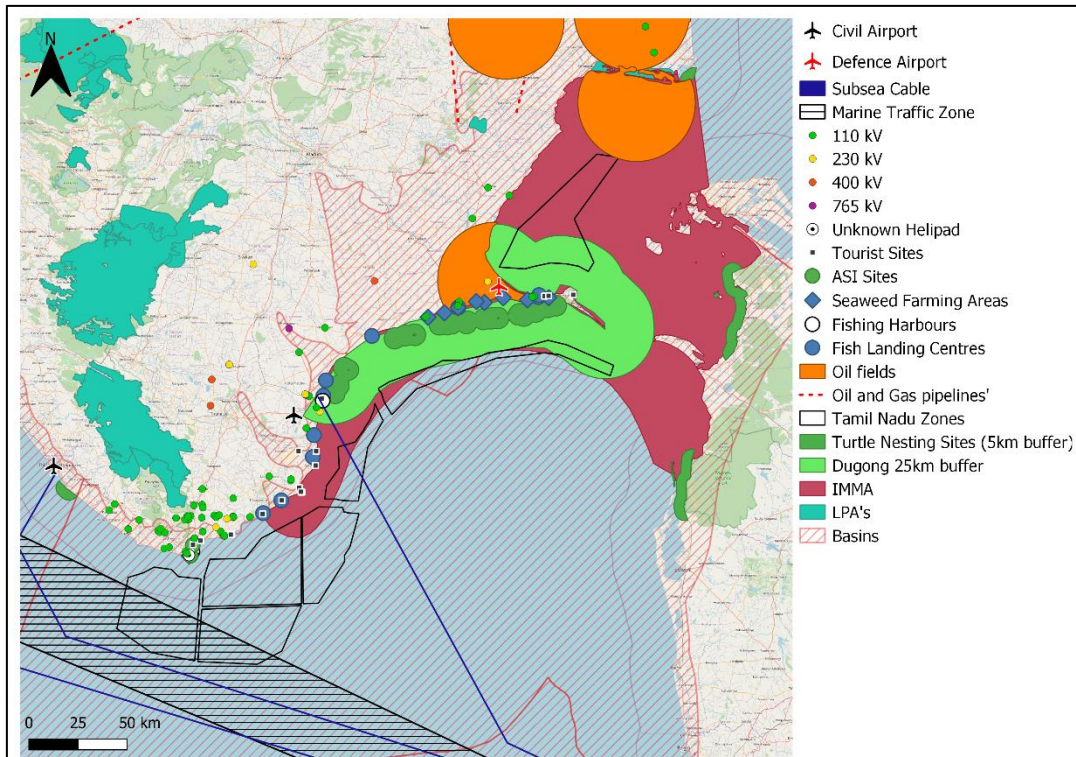 N
0 25 50 km
Civil Airport
Defence Airport
Subsea Cable
Marine Traffic Zone
110 kV
230 kV
400 kV
765 kV
Unknown Helipad
Tourist Sites
ASI Sites
Seaweed Farming Areas
Fishing Harbours
Fish Landing Centres
Oil fields
Oil and Gas pipelines'
Tamil Nadu Zones
Turtle Nesting Sites (5km buffer)
Dugong 25km buffer
IMMA
LPA's
Basins